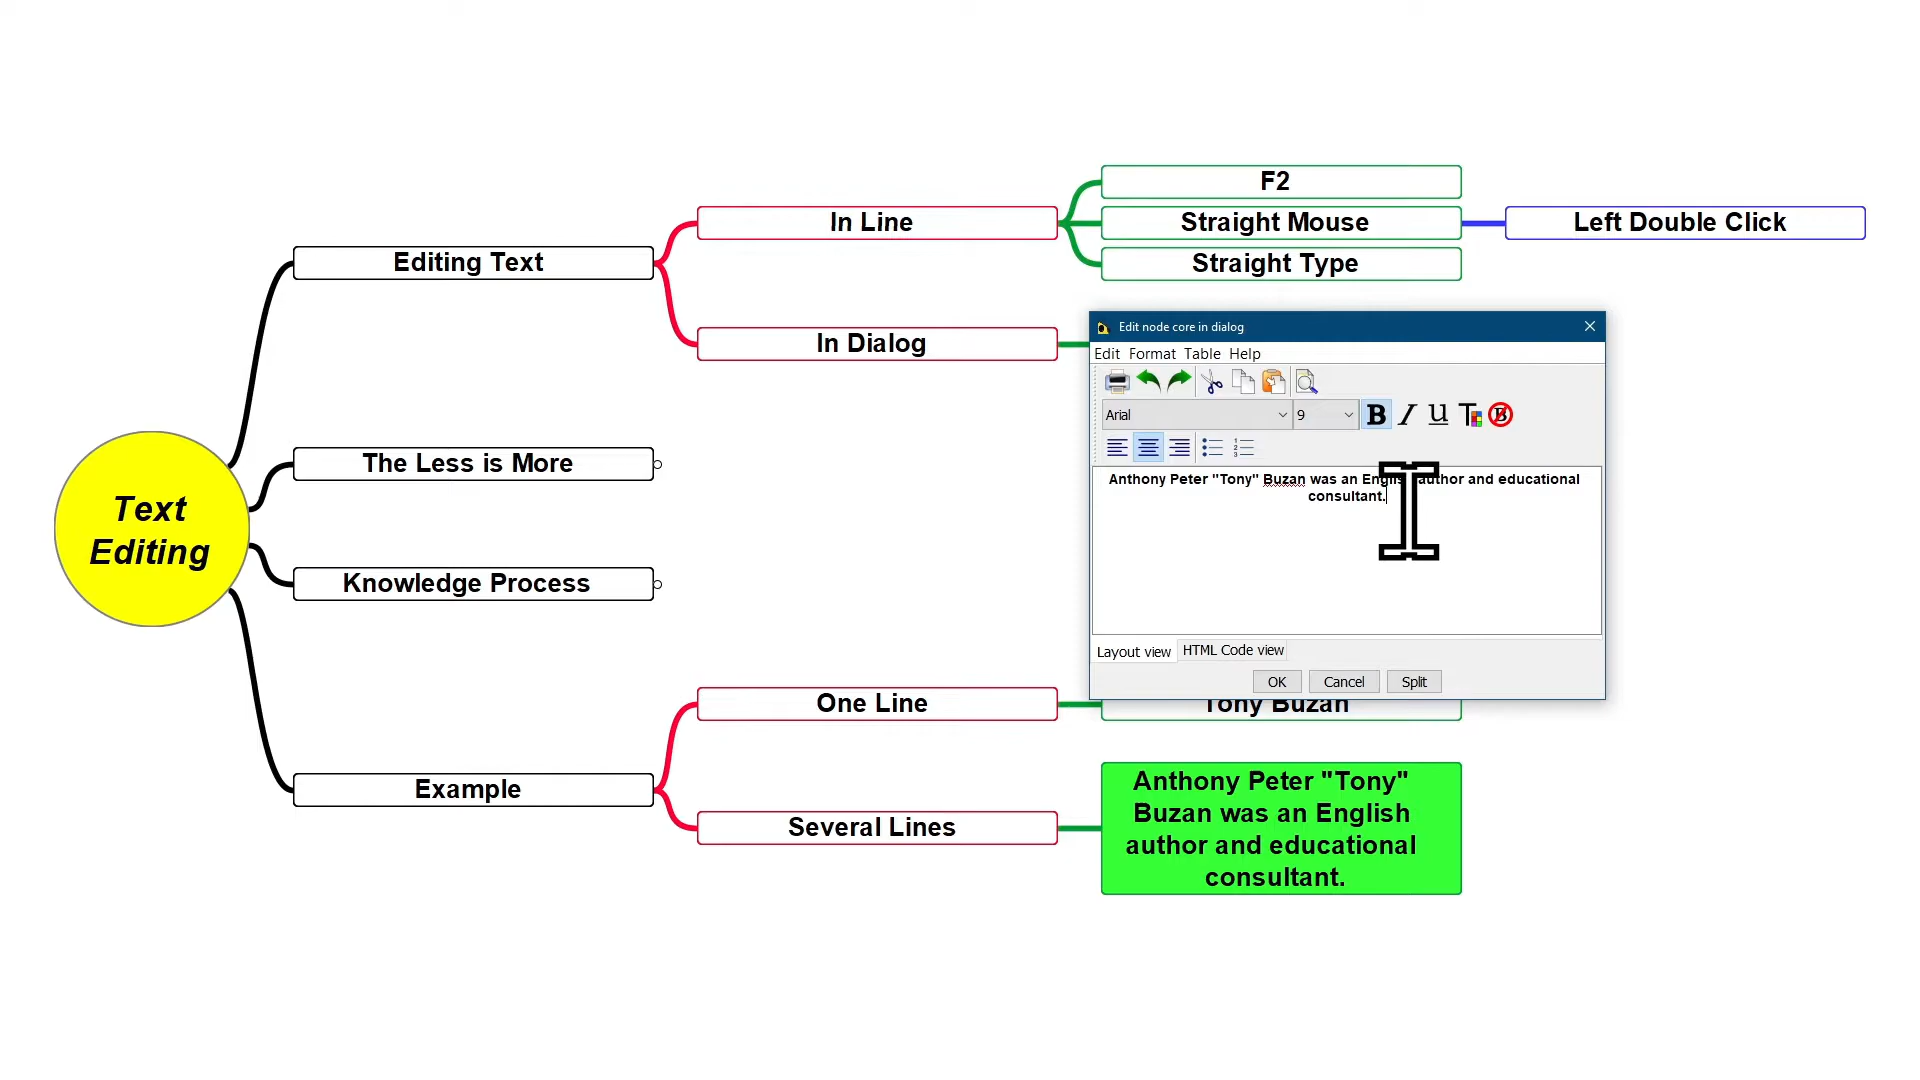 Text
Editing
Editing Text
In Line
F2
Straight Mouse
Left Double Click
Straight Type
In Dialog
The Less is More
Knowledge Process
Example
One Line
Tony Buzan
Several Lines
Anthony Peter "Tony"
Buzan was an English
author and educational
consultant.
Edit node core in dialog
Edit Format Table Help
Arial 9
Anthony Peter "Tony" Buzan was an English author and educational
consultant.
Layout view HTML Code view
OK Cancel Split